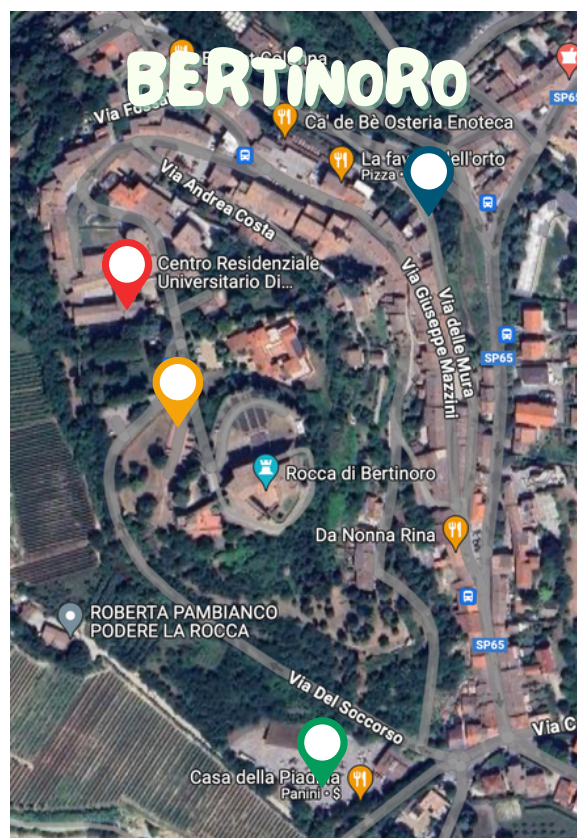 BERTINORO
Via Fossa
Ca' de Bè Osteria Enoteca
SP65
La fav dell'orto
Pizza •
Via Andrea Costa
Centro Residenziale
Universitario Di...
Via delle Mura
Via Giuseppe Mazzini
SP65
Rocca di Bertinoro
Da Nonna Rina
ROBERTA PAMBIANCO
PODERE LA ROCCA
SP65
Via Del Soccorso
Via C
Casa della Piadina
Panini • $